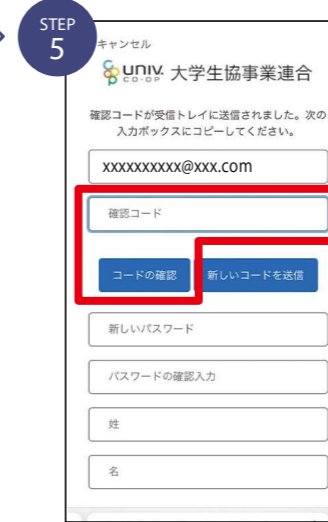 STEP
5
キャンセル
UNIV.
CO-OP
大学生協事業連合
確認コードが受信トレイに送信されました。次の
入力ボックスにコピーしてください。
xxxxxxxxxx@xxx.com
確認コード
コードの確認
新しいコードを送信
新しいパスワード
パスワードの確認入力
姓
名